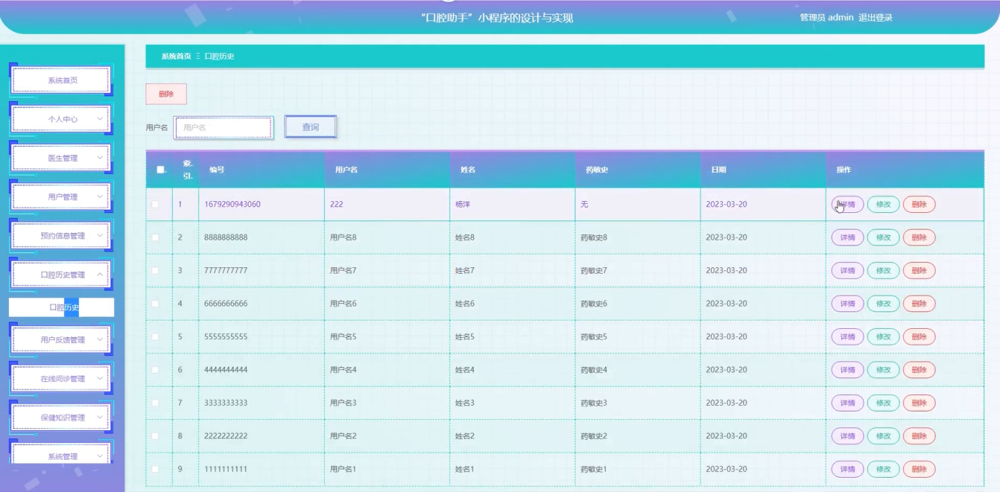 “口腔助手”小程序的设计与实现
管理员 admin 退出登录
系统首页
个人中心
医生管理
用户管理
预约信息管理
口腔历史管理
口腔历史
用户反馈管理
在线问诊管理
保健知识管理
系统管理
系统首页 Ξ 口腔历史
删除
用户名 用户名 查询
索. 引. 编号 用户名 姓名 药敏史 日期 操作
1 1679290943060 222 杨洋 无 2023-03-20 详情 修改 删除
2 8888888888 用户名8 姓名8 药敏史8 2023-03-20 详情 修改 删除
3 7777777777 用户名7 姓名7 药敏史7 2023-03-20 详情 修改 删除
4 6666666666 用户名6 姓名6 药敏史6 2023-03-20 详情 修改 删除
5 5555555555 用户名5 姓名5 药敏史5 2023-03-20 详情 修改 删除
6 4444444444 用户名4 姓名4 药敏史4 2023-03-20 详情 修改 删除
7 3333333333 用户名3 姓名3 药敏史3 2023-03-20 详情 修改 删除
8 2222222222 用户名2 姓名2 药敏史2 2023-03-20 详情 修改 删除
9 1111111111 用户名1 姓名1 药敏史1 2023-03-20 详情 修改 删除